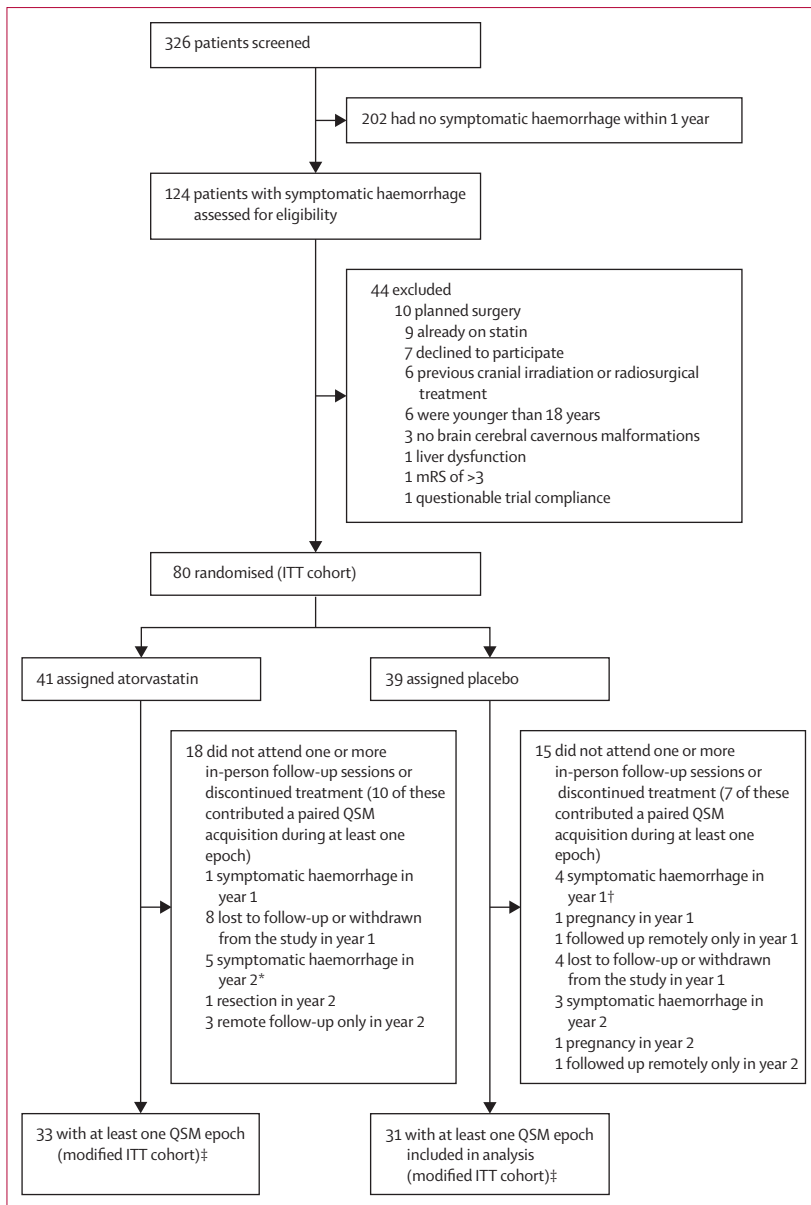 326 patients screened
202 had no symptomatic haemorrhage within 1 year
124 patients with symptomatic haemorrhage
assessed for eligibility
44 excluded
10 planned surgery
9 already on statin
7 declined to participate
6 previous cranial irradiation or radiosurgical
treatment
6 were younger than 18 years
3 no brain cerebral cavernous malformations
1 liver dysfunction
1 mRS of >3
1 questionable trial compliance
80 randomised (ITT cohort)
41 assigned atorvastatin
39 assigned placebo
18 did not attend one or more
in-person follow-up sessions or
discontinued treatment (10 of these
contributed a paired QSM
acquisition during at least one
epoch)
1 symptomatic haemorrhage in
year 1
8 lost to follow-up or withdrawn
from the study in year 1
5 symptomatic haemorrhage in
year 2*
1 resection in year 2
3 remote follow-up only in year 2
15 did not attend one or more
in-person follow-up sessions or
discontinued treatment (7 of these
contributed a paired QSM
acquisition during at least one
epoch)
4 symptomatic haemorrhage in
year 1†
1 pregnancy in year 1
1 followed up remotely only in year 1
4 lost to follow-up or withdrawn
from the study in year 1
3 symptomatic haemorrhage in
year 2
1 pregnancy in year 2
1 followed up remotely only in year 2
33 with at least one QSM epoch
(modified ITT cohort)‡
31 with at least one QSM epoch
included in analysis
(modified ITT cohort)‡